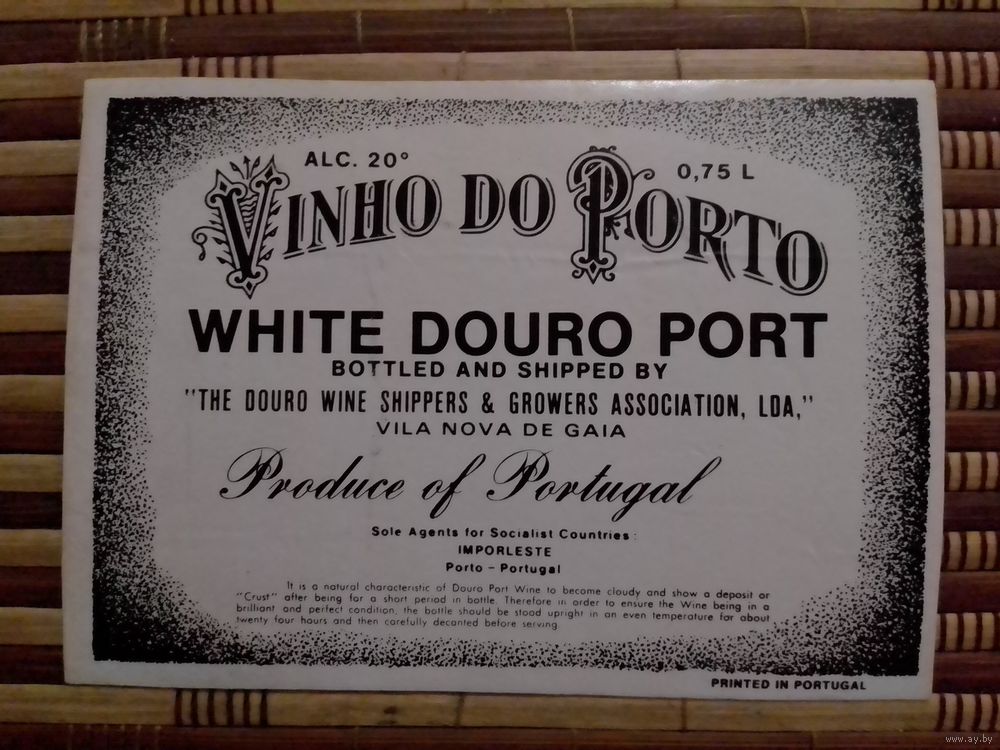 ALC. 20°
0,75 L
VINHO DO PORTO
WHITE DOURO PORT
BOTTLED AND SHIPPED BY
"THE DOURO WINE SHIPPERS & GROWERS ASSOCIATION, LDA,"
VILA NOVA DE GAIA
Produce of Portugal
Sole Agents for Socialist Countries:
IMPORLESTE
Porto - Portugal
It is a natural characteristic of Douro Port Wine to become cloudy and show a deposit or
"Crust" after being for a short period in bottle. Therefore in order to ensure the Wine being in a
brilliant and perfect condition, the bottle should be stood upright in an even temperature for about
twenty four hours and then carefully decanted before serving.
PRINTED IN PORTUGAL
www.ay.by